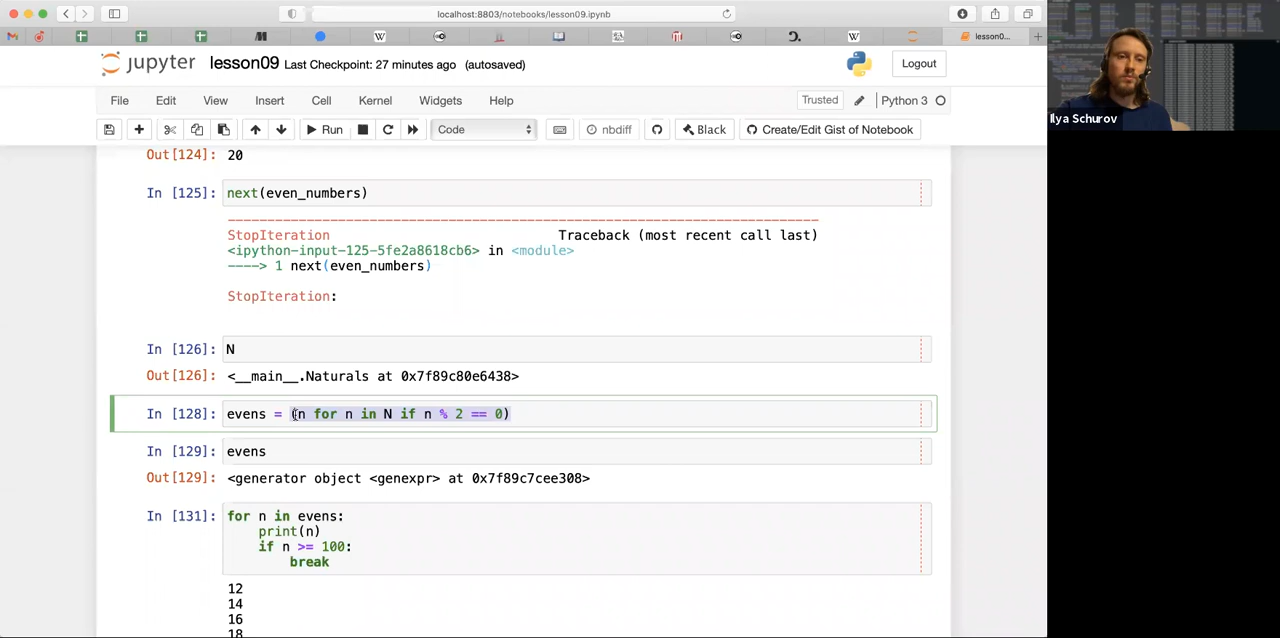 localhost:8803/notebooks/lesson09.ipynb
lesson0...
jupyter lesson09 Last Checkpoint: 27 minutes ago (autosaved)
Logout
File Edit View Insert Cell Kernel Widgets Help
Trusted Python 3
Run Code nbdiff Black Create/Edit Gist of Notebook
Ilya Schurov
Out[124]: 20
In [125]: next(even_numbers)
---------------------------------------------------------------------------
StopIteration Traceback (most recent call last)
<ipython-input-125-5fe2a8618cb6> in <module>
----> 1 next(even_numbers)
StopIteration:
In [126]: N
Out[126]: <__main__.Naturals at 0x7f89c80e6438>
In [128]: evens = (n for n in N if n % 2 == 0)
In [129]: evens
Out[129]: <generator object <genexpr> at 0x7f89c7cee308>
In [131]: for n in evens:
print(n)
if n >= 100:
break
12
14
16
18